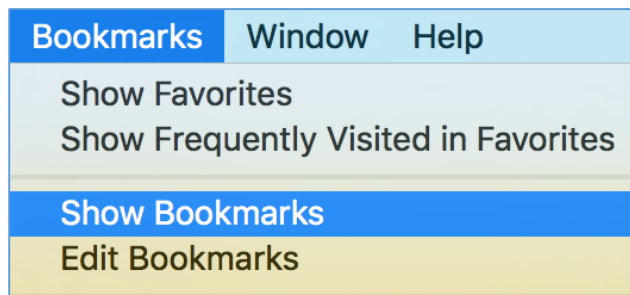 Bookmarks Window Help
Show Favorites
Show Frequently Visited in Favorites
Show Bookmarks
Edit Bookmarks